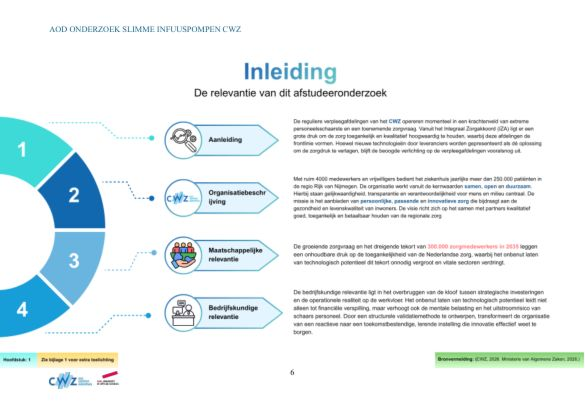 AOD ONDERZOEK SLIMME INFUUSPOMPEN CWZ
Inleiding
De relevantie van dit afstudeeronderzoek
1
Aanleiding
De reguliere verpleegafdelingen van het CWZ opereren momenteel in een krachtenveld van extreme
personeelsschaarste en een toenemende zorgvraag. Vanuit het Integraal Zorgakkoord (IZA) ligt er een
grote druk om de zorg toegankelijk en kwalitatief hoogwaardig te houden, waarbij deze afdelingen de
frontlinie vormen. Hoewel nieuwe technologieën door leveranciers worden gepresenteerd als dé oplossing
om de zorgdruk te verlagen, blijft de beoogde verlichting op de verpleegafdelingen vooralsnog uit.
2
CWZ
Organisatiebeschr
ijving
Met ruim 4000 medewerkers en vrijwilligers bedient het ziekenhuis jaarlijks meer dan 250.000 patiënten in
de regio Rijk van Nijmegen. De organisatie werkt vanuit de kernwaarden samen, open en duurzaam.
Hierbij staan gelijkwaardigheid, transparantie en verantwoordelijkheid voor mens en milieu centraal. De
missie is het aanbieden van persoonlijke, passende en innovatieve zorg die bijdraagt aan de
gezondheid en levenskwaliteit van inwoners. De visie richt zich op het samen met partners kwalitatief
goed, toegankelijk en betaalbaar houden van de regionale zorg.
3
Maatschappelijke
relevantie
De groeiende zorgvraag en het dreigende tekort van 300.000 zorgmedewerkers in 2035 leggen
een onhoudbare druk op de toegankelijkheid van de Nederlandse zorg, waarbij het onbenut laten
van technologisch potentieel dit tekort onnodig vergroot en vitale sectoren verdringt.
4
Bedrijfskundige
relevantie
De bedrijfskundige relevantie ligt in het overbruggen van de kloof tussen strategische investeringen
en de operationele realiteit op de werkvloer. Het onbenut laten van technologisch potentieel leidt niet
alleen tot financiële verspilling, maar verhoogt ook de mentale belasting en het uitstroomrisico van
schaars personeel. Door een structurele validatiemethode te ontwerpen, transformeert de organisatie
van een reactieve naar een toekomstbestendige, lerende instelling die innovatie effectief weet te
borgen.
Hoofdstuk: 1
Zie bijlage 1 voor extra toelichting
Bronvermelding: (CWZ, 2026. Ministerie van Algemene Zaken, 2025.)
CWZ
6